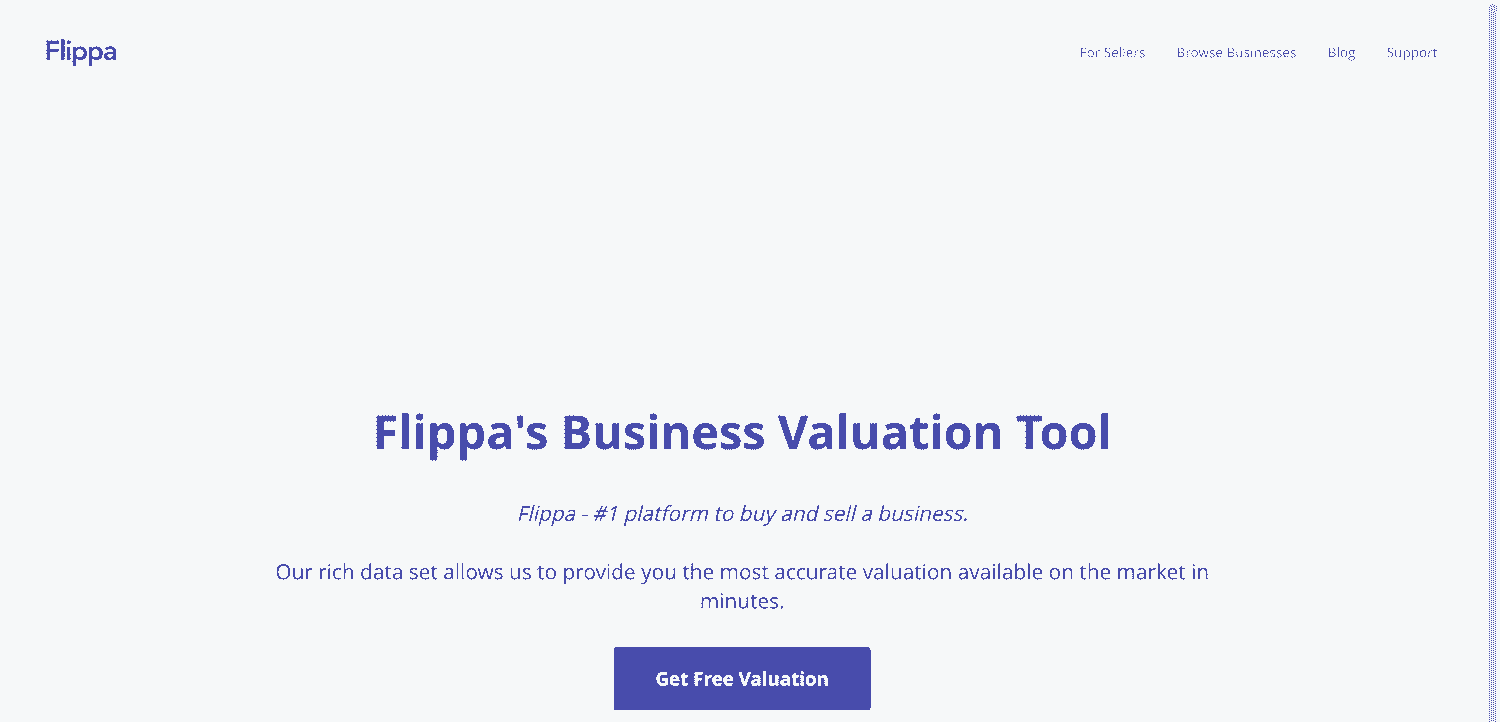 Flippa
For Sellers Browse Businesses Blog Support
Flippa's Business Valuation Tool
Flippa - #1 platform to buy and sell a business.
Our rich data set allows us to provide you the most accurate valuation available on the market in
minutes.
Get Free Valuation